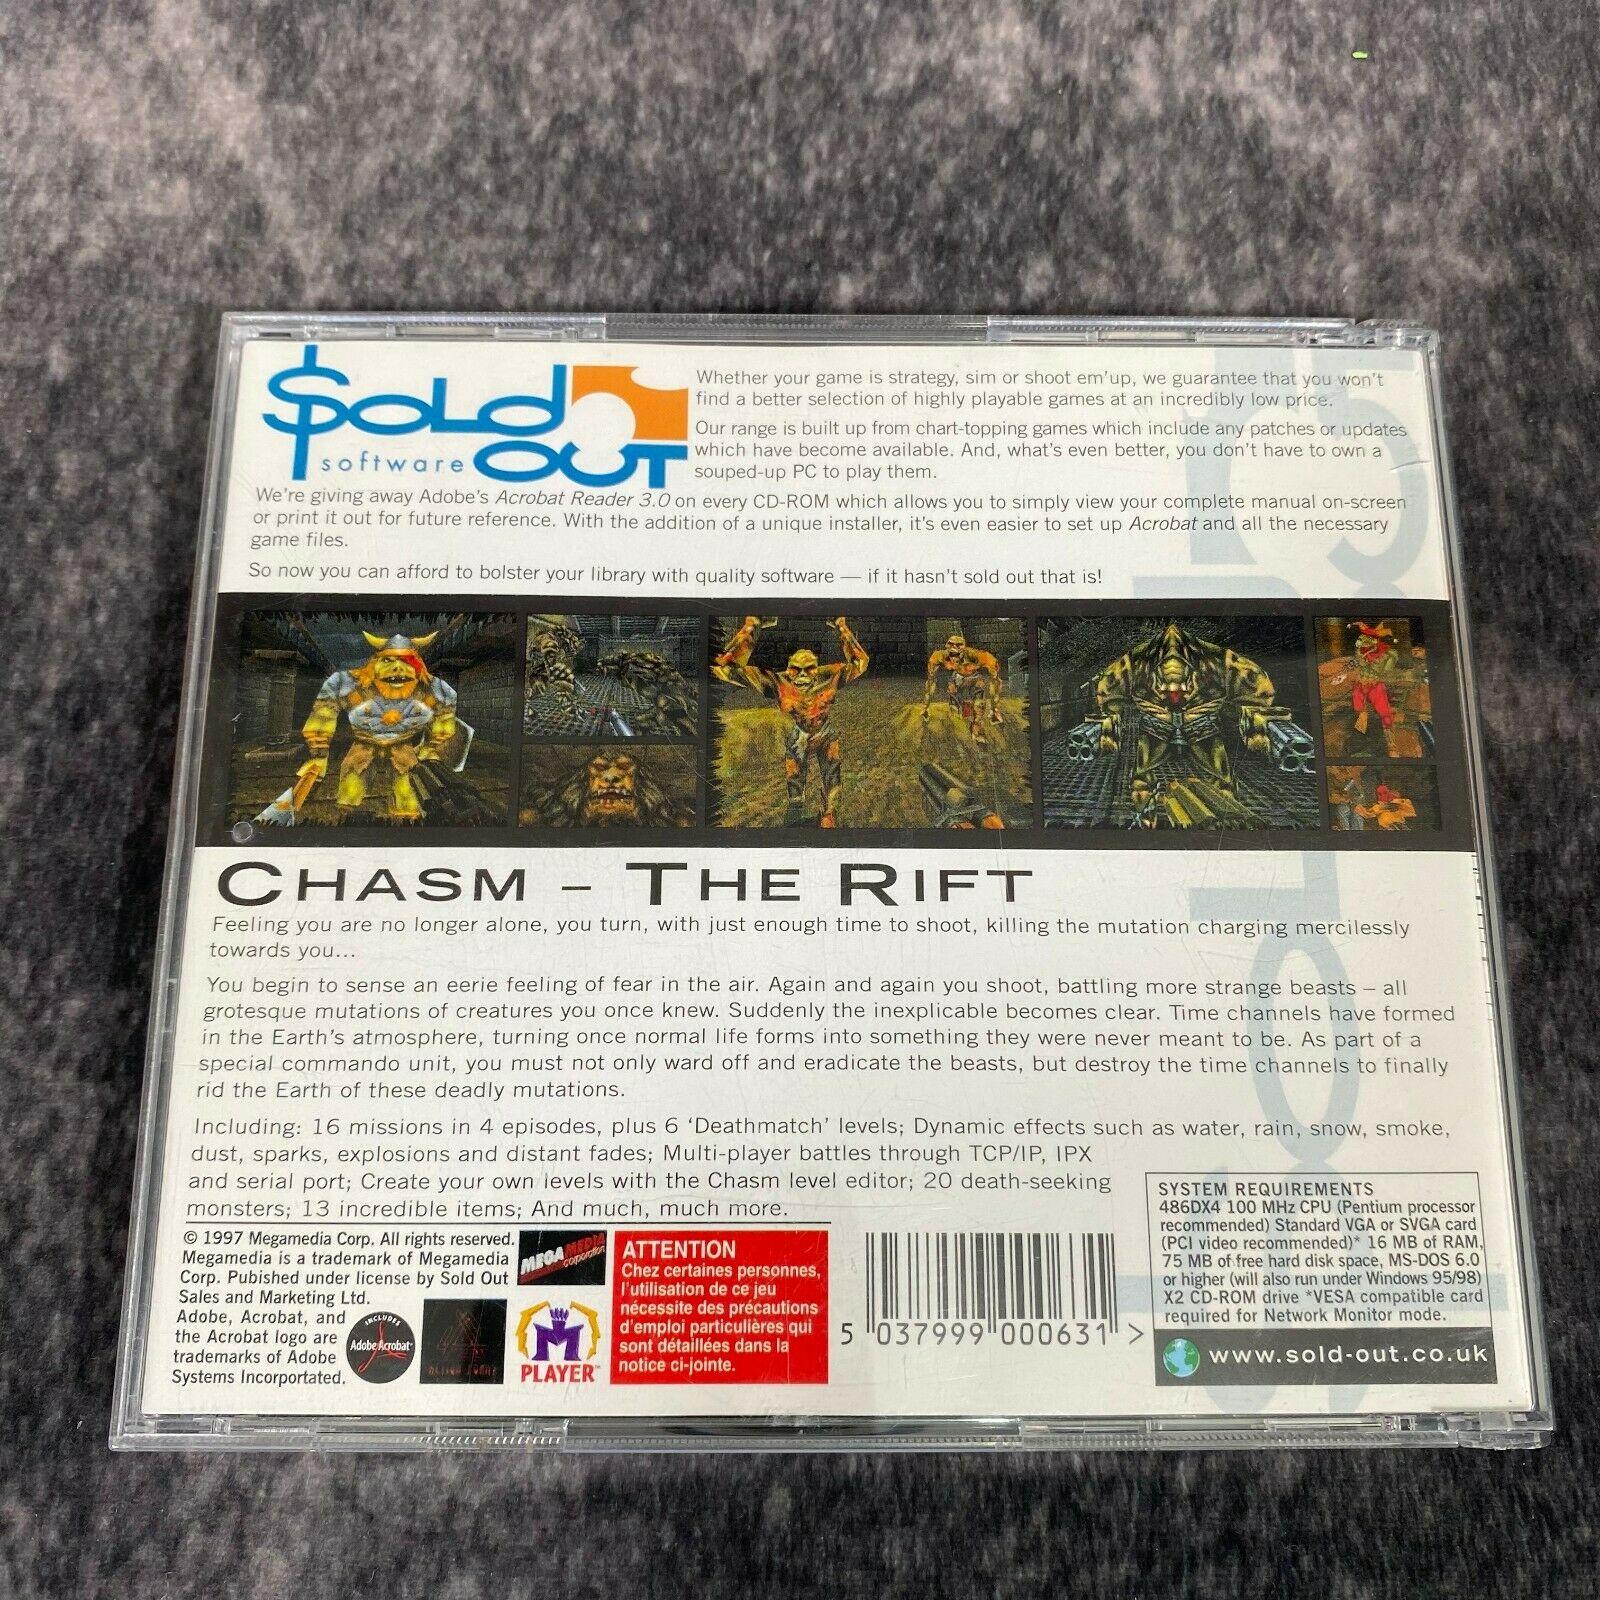 $OLD OUT
software
Whether your game is strategy, sim or shoot em'up, we guarantee that you won't
find a better selection of highly playable games at an incredibly low price.
Our range is built up from chart-topping games which include any patches or updates
which have become available. And, what's even better, you don't have to own a
souped-up PC to play them.
We're giving away Adobe's Acrobat Reader 3.0 on every CD-ROM which allows you to simply view your complete manual on-screen
or print it out for future reference. With the addition of a unique installer, it's even easier to set up Acrobat and all the necessary
game files.
So now you can afford to bolster your library with quality software — if it hasn't sold out that is!
CHASM – THE RIFT
Feeling you are no longer alone, you turn, with just enough time to shoot, killing the mutation charging mercilessly
towards you...
You begin to sense an eerie feeling of fear in the air. Again and again you shoot, battling more strange beasts – all
grotesque mutations of creatures you once knew. Suddenly the inexplicable becomes clear. Time channels have formed
in the Earth's atmosphere, turning once normal life forms into something they were never meant to be. As part of a
special commando unit, you must not only ward off and eradicate the beasts, but destroy the time channels to finally
rid the Earth of these deadly mutations.
Including: 16 missions in 4 episodes, plus 6 'Deathmatch' levels; Dynamic effects such as water, rain, snow, smoke,
dust, sparks, explosions and distant fades; Multi-player battles through TCP/IP, IPX
and serial port; Create your own levels with the Chasm level editor; 20 death-seeking
monsters; 13 incredible items; And much, much more.
© 1997 Megamedia Corp. All rights reserved.
Megamedia is a trademark of Megamedia
Corp. Pubished under license by Sold Out
Sales and Marketing Ltd.
Adobe, Acrobat, and
the Acrobat logo are
trademarks of Adobe
Systems Incorportated.
INCLUDES
Adobe Acrobat
MEGAMEDIA
corporation
M
PLAYER™
ATTENTION
Chez certaines personnes,
l'utilisation de ce jeu
nécessite des précautions
d'emploi particulières qui
sont détaillées dans la
notice ci-jointe.
5 037999 000631 >
SYSTEM REQUIREMENTS
486DX4 100 MHz CPU (Pentium processor
recommended) Standard VGA or SVGA card
(PCI video recommended)* 16 MB of RAM,
75 MB of free hard disk space, MS-DOS 6.0
or higher (will also run under Windows 95/98)
X2 CD-ROM drive *VESA compatible card
required for Network Monitor mode.
www.sold-out.co.uk